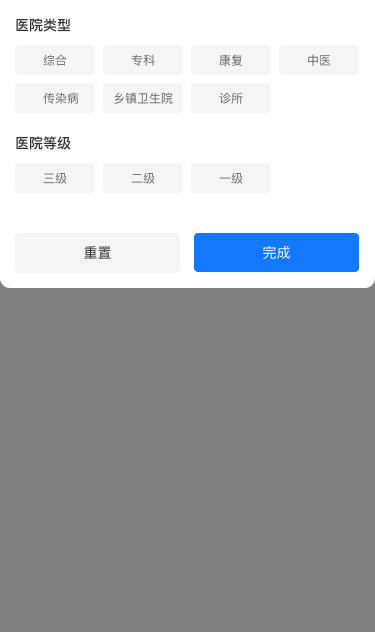 医院类型
综合 专科 康复 中医
传染病 乡镇卫生院 诊所
医院等级
三级 二级 一级
重置 完成